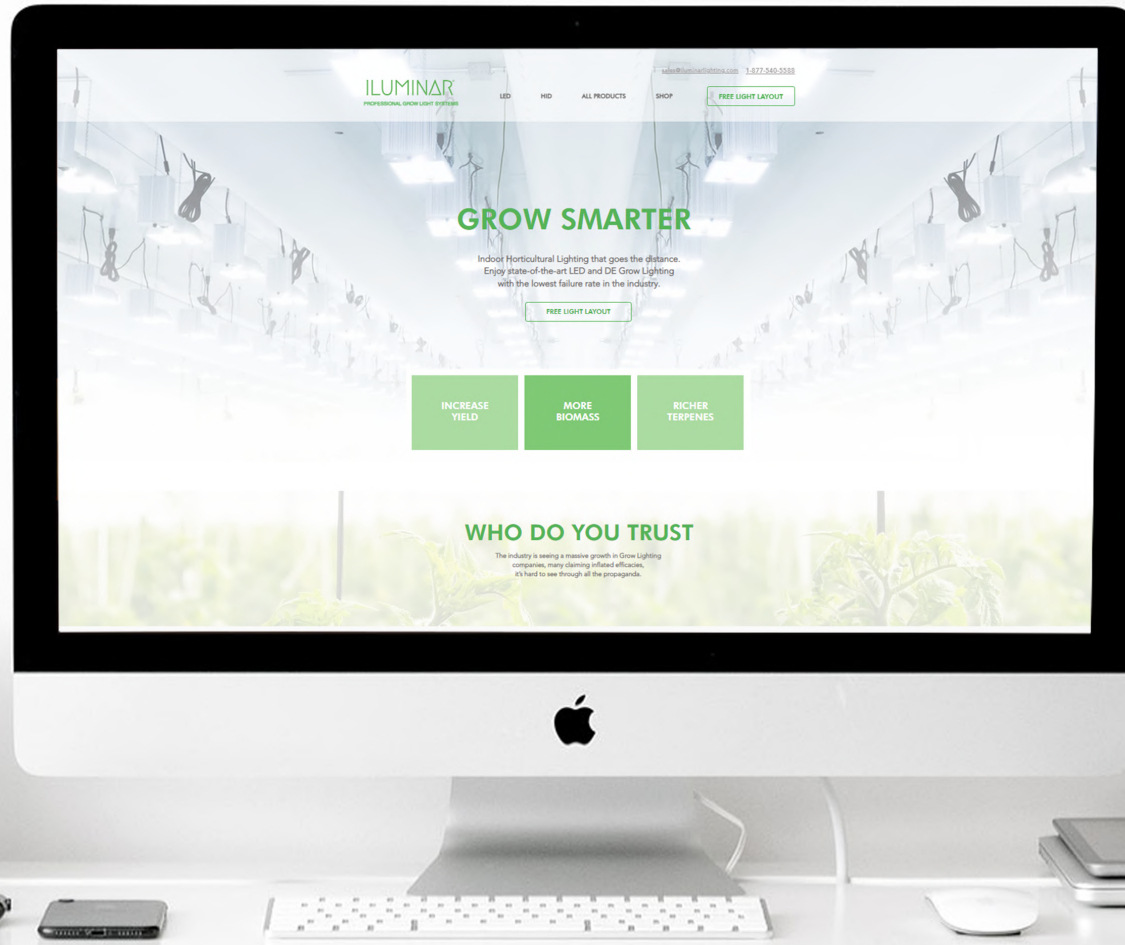 sales@iluminarlighting.com 1-877-540-5588
ILUMINAR
PROFESSIONAL GROW LIGHT SYSTEMS
LED HID ALL PRODUCTS SHOP FREE LIGHT LAYOUT
GROW SMARTER
Indoor Horticultural Lighting that goes the distance.
Enjoy state-of-the-art LED and DE Grow Lighting
with the lowest failure rate in the industry.
FREE LIGHT LAYOUT
INCREASE
YIELD
MORE
BIOMASS
RICHER
TERPENES
WHO DO YOU TRUST
The industry is seeing a massive growth in Grow Lighting
companies, many claiming inflated efficacies,
it's hard to see through all the propaganda.